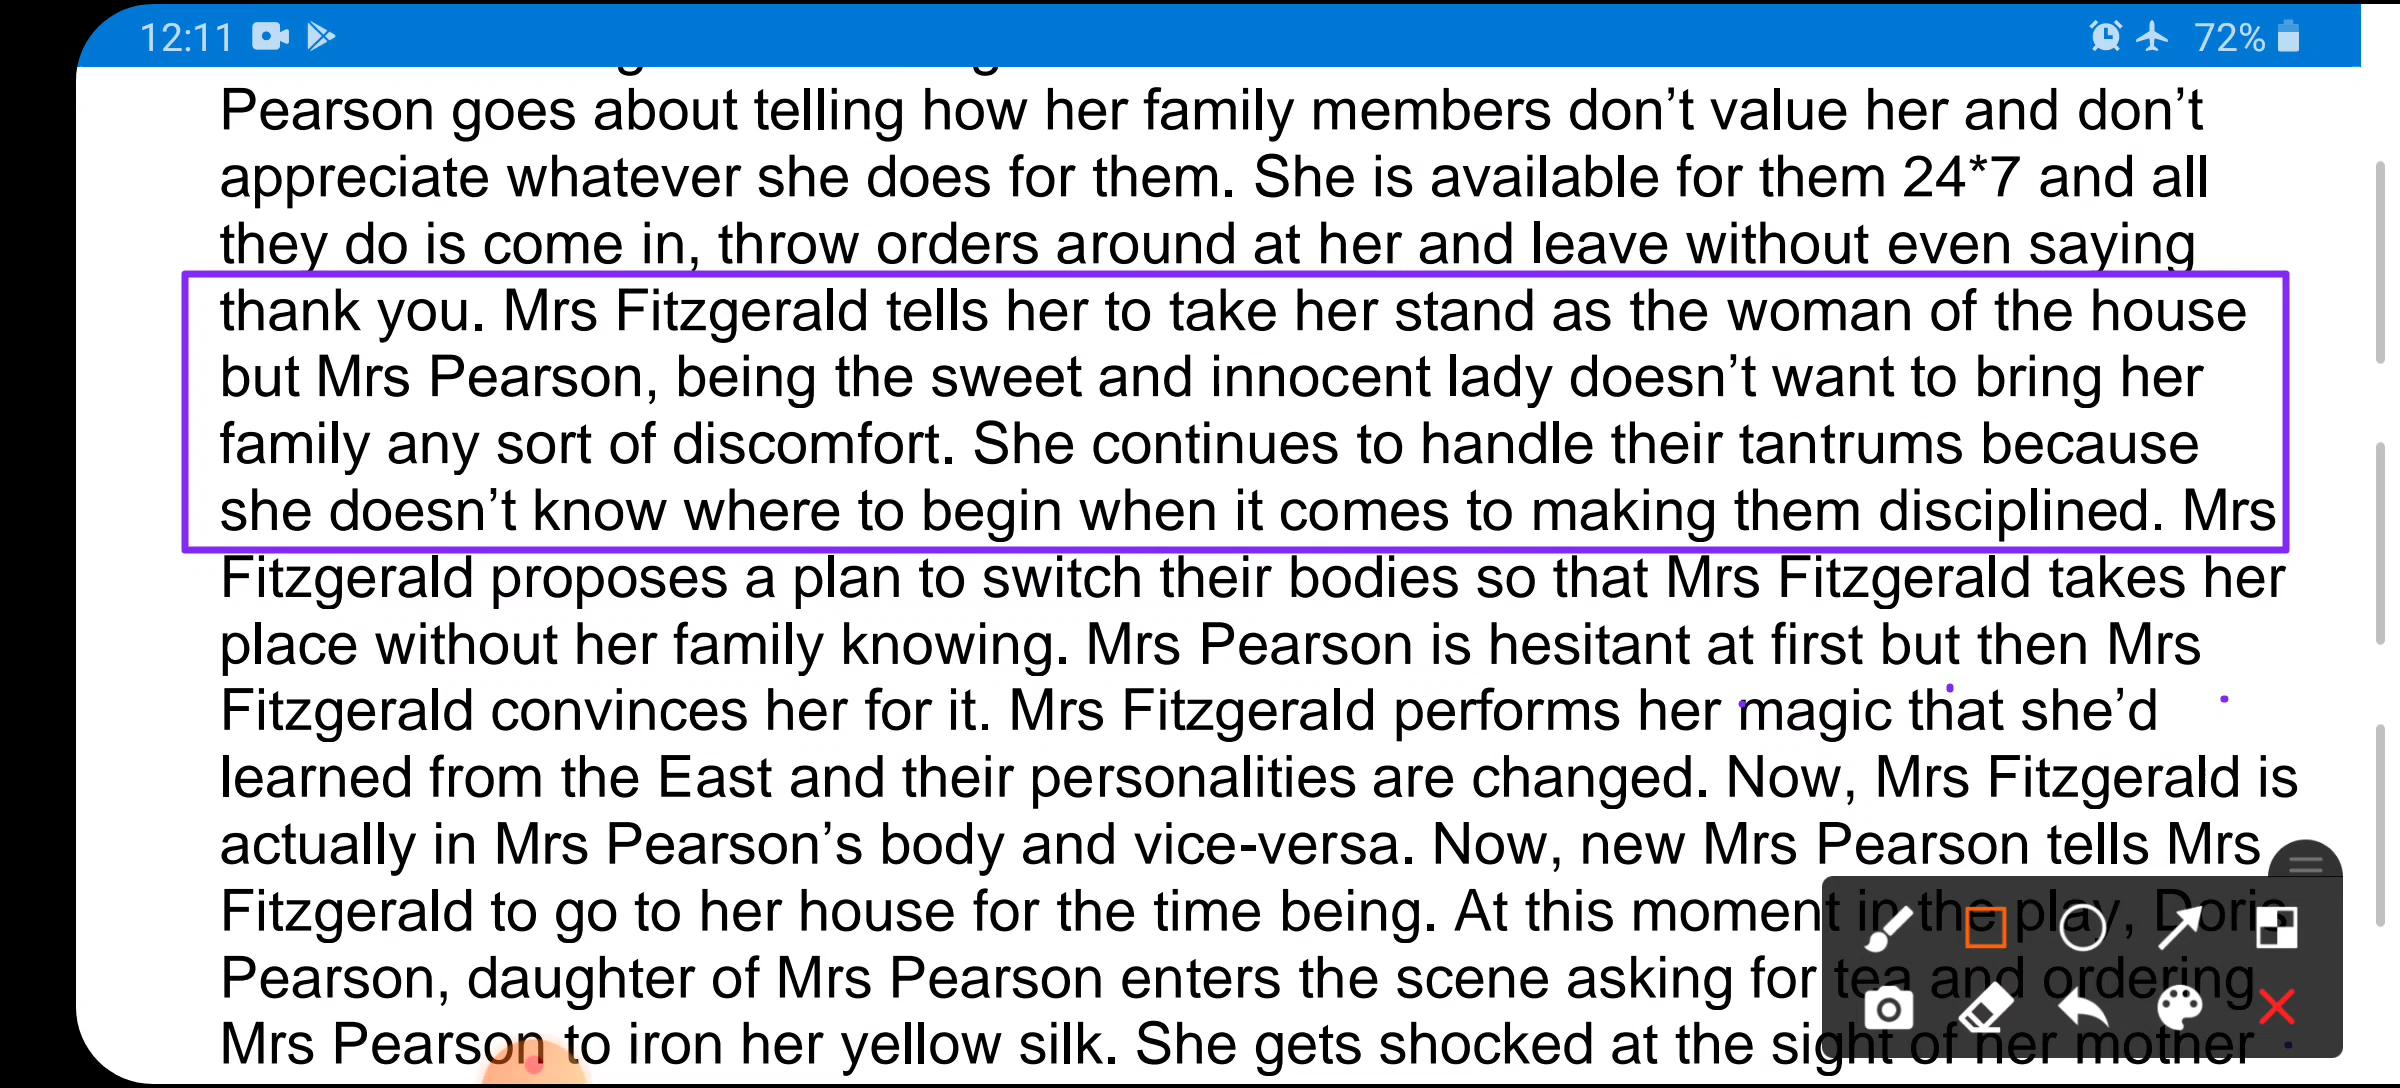 12:11
72%
Pearson goes about telling how her family members don’t value her and don’t
appreciate whatever she does for them. She is available for them 24*7 and all
they do is come in, throw orders around at her and leave without even saying
thank you. Mrs Fitzgerald tells her to take her stand as the woman of the house
but Mrs Pearson, being the sweet and innocent lady doesn’t want to bring her
family any sort of discomfort. She continues to handle their tantrums because
she doesn’t know where to begin when it comes to making them disciplined. Mrs
Fitzgerald proposes a plan to switch their bodies so that Mrs Fitzgerald takes her
place without her family knowing. Mrs Pearson is hesitant at first but then Mrs
Fitzgerald convinces her for it. Mrs Fitzgerald performs her magic that she’d
learned from the East and their personalities are changed. Now, Mrs Fitzgerald is
actually in Mrs Pearson’s body and vice-versa. Now, new Mrs Pearson tells Mrs
Fitzgerald to go to her house for the time being. At this moment in the play, Doris
Pearson, daughter of Mrs Pearson enters the scene asking for tea and ordering
Mrs Pearson to iron her yellow silk. She gets shocked at the sight of her mother